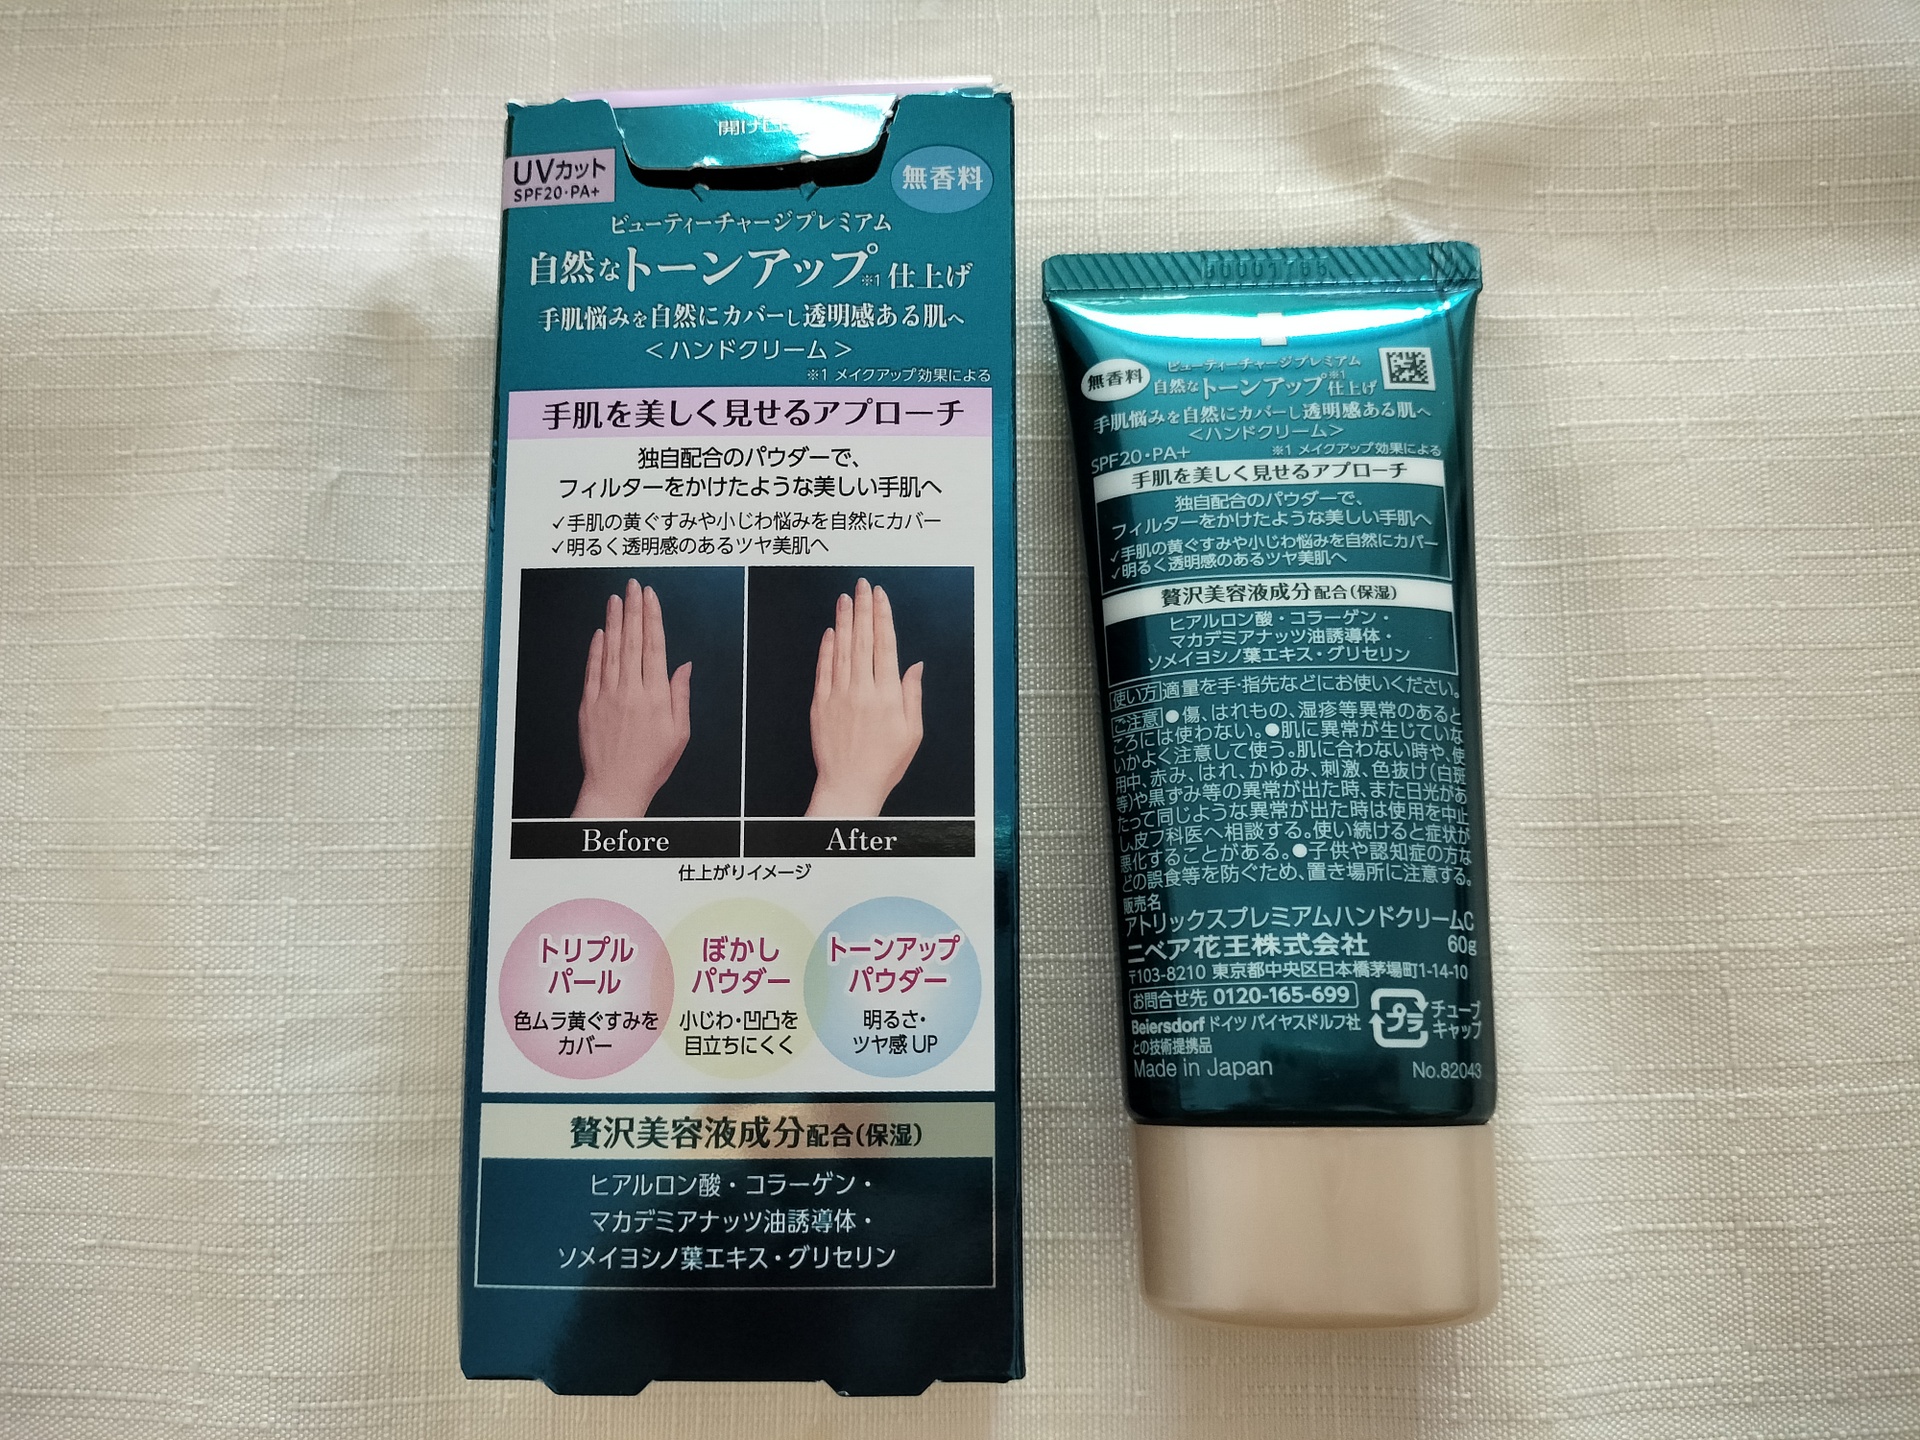 開け口
UVカット
SPF20・PA+
無香料
ビューティーチャージプレミアム
自然なトーンアップ※1仕上げ
手肌悩みを自然にカバーし透明感ある肌へ
＜ハンドクリーム＞
※1 メイクアップ効果による
手肌を美しく見せるアプローチ
独自配合のパウダーで、
フィルターをかけたような美しい手肌へ
✓手肌の黄ぐすみや小じわ悩みを自然にカバー
✓明るく透明感のあるツヤ美肌へ
Before
After
仕上がりイメージ
トリプル
パール
色ムラ黄ぐすみを
カバー
ぼかし
パウダー
小じわ・凹凸を
目立ちにくく
トーンアップ
パウダー
明るさ・
ツヤ感UP
贅沢美容液成分配合（保湿）
ヒアルロン酸・コラーゲン・
マカデミアナッツ油誘導体・
ソメイヨシノ葉エキス・グリセリン
無香料
ビューティーチャージプレミアム
自然なトーンアップ※1仕上げ
手肌悩みを自然にカバーし透明感ある肌へ
＜ハンドクリーム＞
SPF20・PA+
※1 メイクアップ効果による
手肌を美しく見せるアプローチ
独自配合のパウダーで、
フィルターをかけたような美しい手肌へ
✓手肌の黄ぐすみや小じわ悩みを自然にカバー
✓明るく透明感のあるツヤ美肌へ
贅沢美容液成分配合（保湿）
ヒアルロン酸・コラーゲン・
マカデミアナッツ油誘導体・
ソメイヨシノ葉エキス・グリセリン
使い方 適量を手・指先などにお使いください。
ご注意 ●傷、はれもの、湿疹等異常のあると
ころには使わない。●肌に異常が生じていな
いかよく注意して使う。肌に合わない時や、使
用中、赤み、はれ、かゆみ、刺激、色抜け（白斑
等）や黒ずみ等の異常が出た時、また日光があ
たって同じような異常が出た時は使用を中止
し、皮フ科医へ相談する。使い続けると症状が
悪化することがある。●子供や認知症の方な
どの誤食等を防ぐため、置き場所に注意する。
販売名
アトリックスプレミアムハンドクリームC
ニベア花王株式会社 60g
〒103-8210 東京都中央区日本橋茅場町1-14-10
お問合せ先 0120-165-699
プラ
チューブ
キャップ
Beiersdorf ドイツ バイヤスドルフ社
との技術提携品
Made in Japan
No.82043